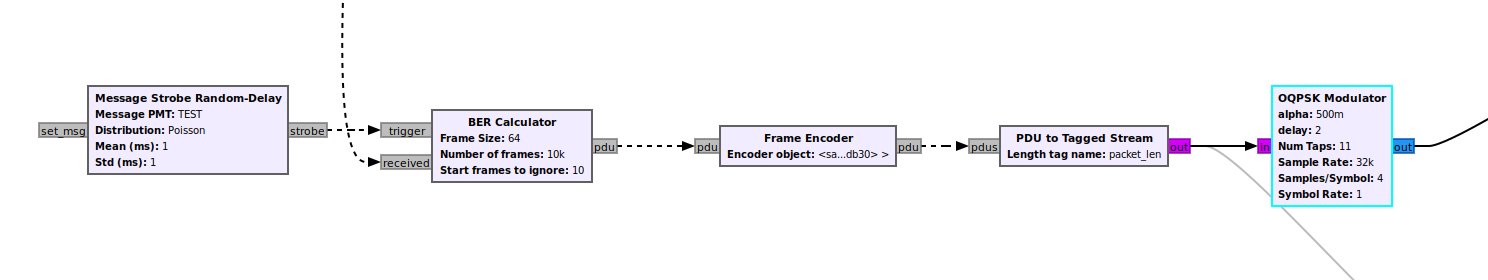 set_msg
Message Strobe Random-Delay
Message PMT: TEST
Distribution: Poisson
Mean (ms): 1
Std (ms): 1
strobe
trigger
received
BER Calculator
Frame Size: 64
Number of frames: 10k
Start frames to ignore: 10
pdu
pdu
Frame Encoder
Encoder object: <sa...db30> >
pdu
pdus
PDU to Tagged Stream
Length tag name: packet_len
out
in
OQPSK Modulator
alpha: 500m
delay: 2
Num Taps: 11
Sample Rate: 32k
Samples/Symbol: 4
Symbol Rate: 1
out